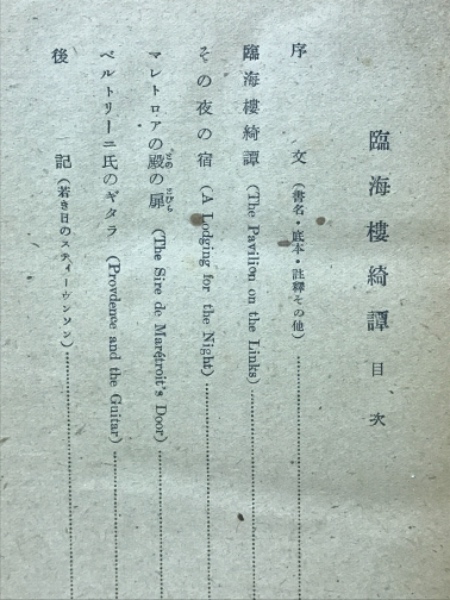 臨海樓綺譚 目次
序 文 (書名・底本・註釋その他)
臨海樓綺譚 (The Pavilion on the Links)
その夜の宿 (A Lodging for the Night)
マレトロアの殿の扉 (The Sire de Marétroit's Door)
ベルトリーニ氏のギタラ (Provdence and the Guitar)
後 記 (若き日のスティーヴンソン)